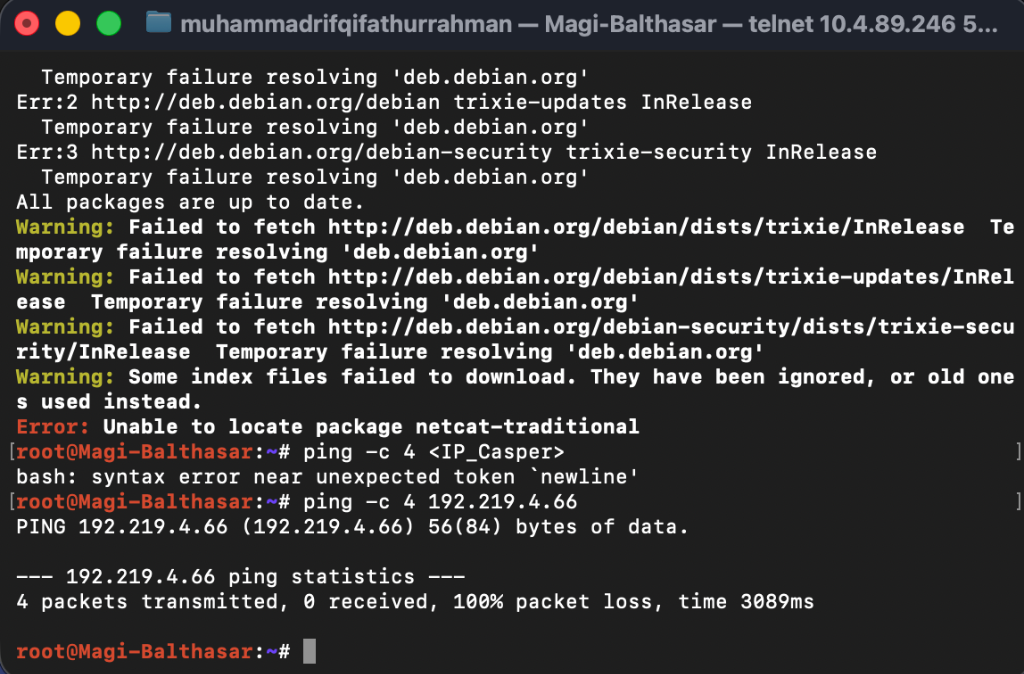 muhammadrifqifathurrahman — Magi-Balthasar — telnet 10.4.89.246 5...
Temporary failure resolving 'deb.debian.org'
Err:2 http://deb.debian.org/debian trixie-updates InRelease
Temporary failure resolving 'deb.debian.org'
Err:3 http://deb.debian.org/debian-security trixie-security InRelease
Temporary failure resolving 'deb.debian.org'
All packages are up to date.
Warning: Failed to fetch http://deb.debian.org/debian/dists/trixie/InRelease  Te
mporary failure resolving 'deb.debian.org'
Warning: Failed to fetch http://deb.debian.org/debian/dists/trixie-updates/InRel
ease  Temporary failure resolving 'deb.debian.org'
Warning: Failed to fetch http://deb.debian.org/debian-security/dists/trixie-secu
rity/InRelease  Temporary failure resolving 'deb.debian.org'
Warning: Some index files failed to download. They have been ignored, or old one
s used instead.
Error: Unable to locate package netcat-traditional
[root@Magi-Balthasar:~# ping -c 4 <IP_Casper> ]
bash: syntax error near unexpected token `newline'
[root@Magi-Balthasar:~# ping -c 4 192.219.4.66 ]
PING 192.219.4.66 (192.219.4.66) 56(84) bytes of data.
--- 192.219.4.66 ping statistics ---
4 packets transmitted, 0 received, 100% packet loss, time 3089ms
root@Magi-Balthasar:~#